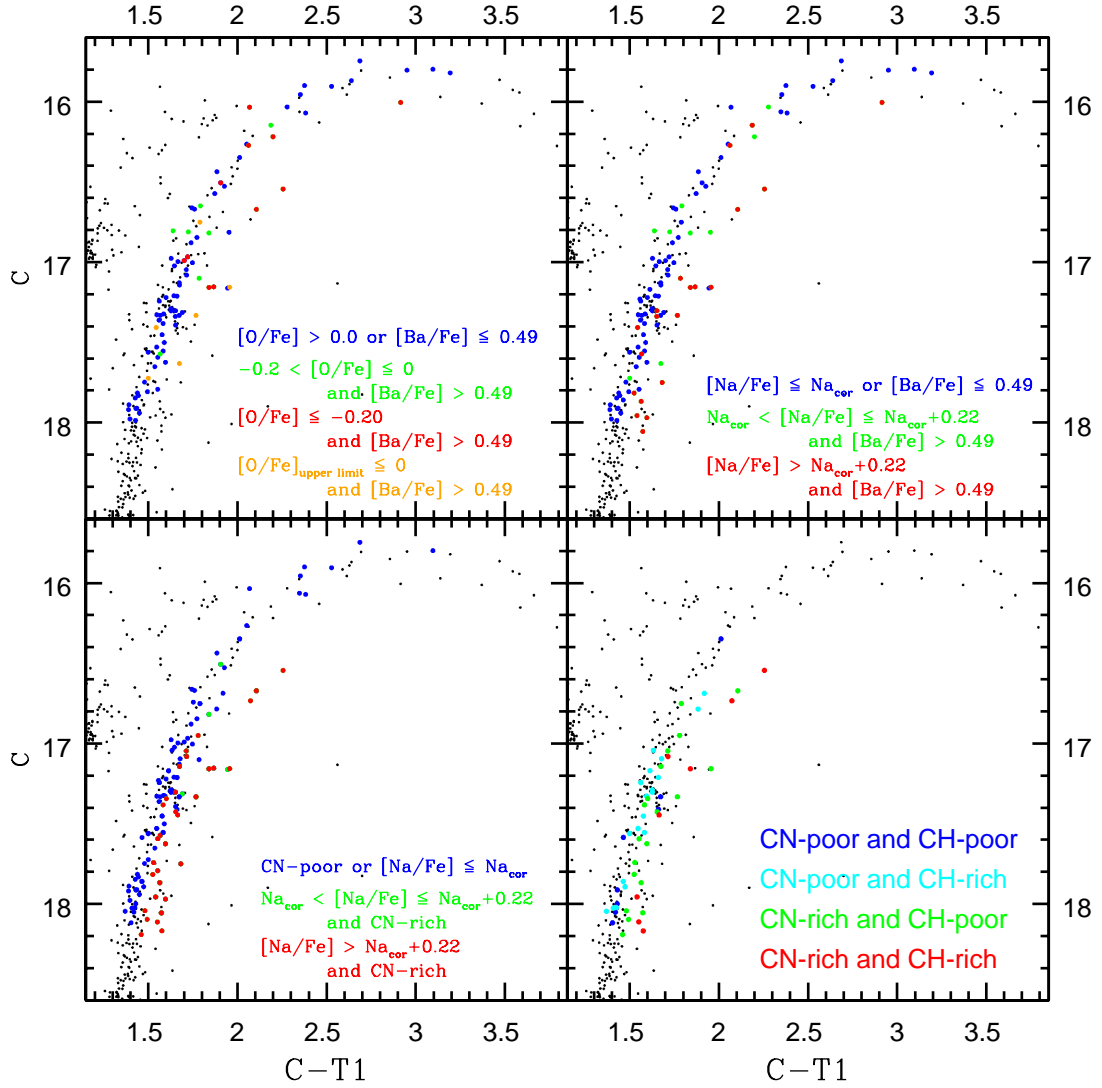 1.5 2 2.5 3 3.5 1.5 2 2.5 3 3.5
16
17
18
C
[O/Fe] > 0.0 or [Ba/Fe] ≦ 0.49
−0.2 < [O/Fe] ≦ 0
and [Ba/Fe] > 0.49
[O/Fe] ≦ −0.20
and [Ba/Fe] > 0.49
[O/Fe]upper limit ≦ 0
and [Ba/Fe] > 0.49
[Na/Fe] ≦ Nacor or [Ba/Fe] ≦ 0.49
Nacor < [Na/Fe] ≦ Nacor+0.22
and [Ba/Fe] > 0.49
[Na/Fe] > Nacor+0.22
and [Ba/Fe] > 0.49
16
17
18
16
17
18
C
CN−poor or [Na/Fe] ≦ Nacor
Nacor < [Na/Fe] ≦ Nacor+0.22
and CN−rich
[Na/Fe] > Nacor+0.22
and CN−rich
CN-poor and CH-poor
CN-poor and CH-rich
CN-rich and CH-poor
CN-rich and CH-rich
16
17
18
1.5 2 2.5 3 3.5 1.5 2 2.5 3 3.5
C−T1 C−T1